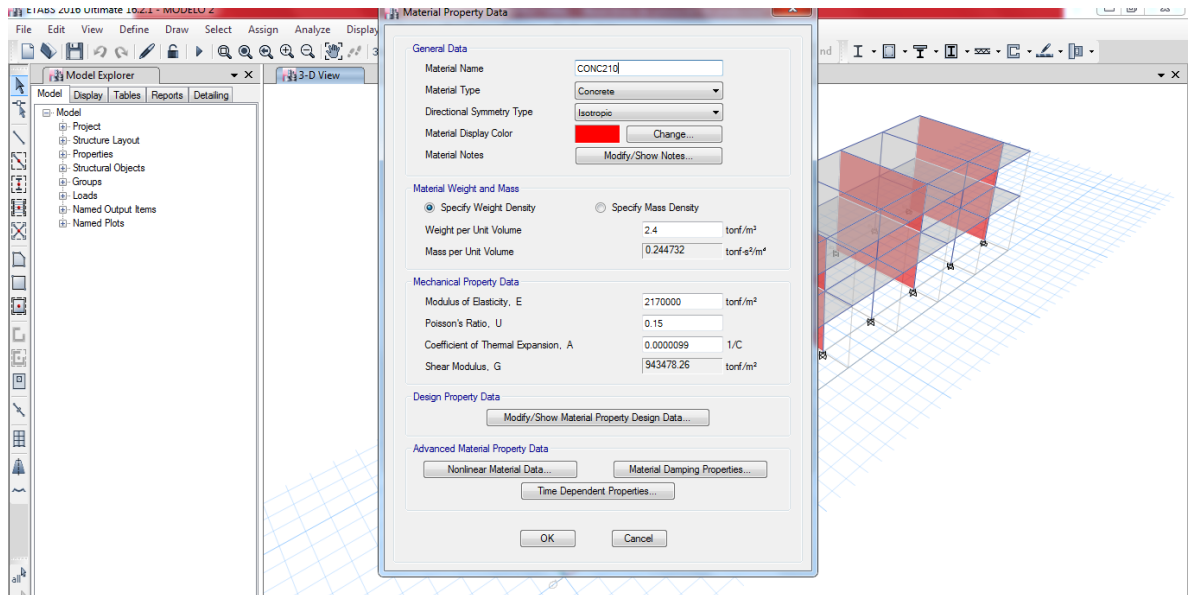 ETABS 2016 Ultimate 16.2.1 - MODELO 2
File Edit View Define Draw Select Assign Analyze Display
Model Explorer
3-D View
Model Display Tables Reports Detailing
Model
Project
Structure Layout
Properties
Structural Objects
Groups
Loads
Named Output Items
Named Plots
all
Material Property Data
General Data
Material Name CONC210
Material Type Concrete
Directional Symmetry Type Isotropic
Material Display Color Change...
Material Notes Modify/Show Notes...
Material Weight and Mass
Specify Weight Density Specify Mass Density
Weight per Unit Volume 2.4 tonf/m³
Mass per Unit Volume 0.244732 tonf-s²/m⁴
Mechanical Property Data
Modulus of Elasticity, E 2170000 tonf/m²
Poisson's Ratio, U 0.15
Coefficient of Thermal Expansion, A 0.0000099 1/C
Shear Modulus, G 943478.26 tonf/m²
Design Property Data
Modify/Show Material Property Design Data...
Advanced Material Property Data
Nonlinear Material Data... Material Damping Properties...
Time Dependent Properties...
OK Cancel